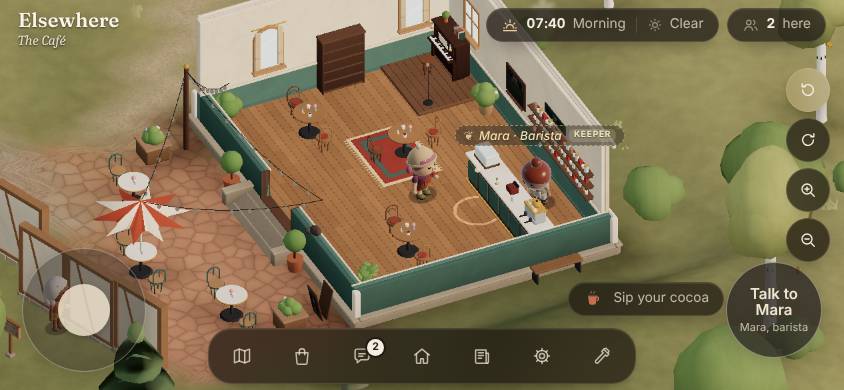 Elsewhere
The Café
07:40 Morning
Clear
2 here
Mara · Barista KEEPER
Sip your cocoa
Talk to
Mara
Mara, barista
2